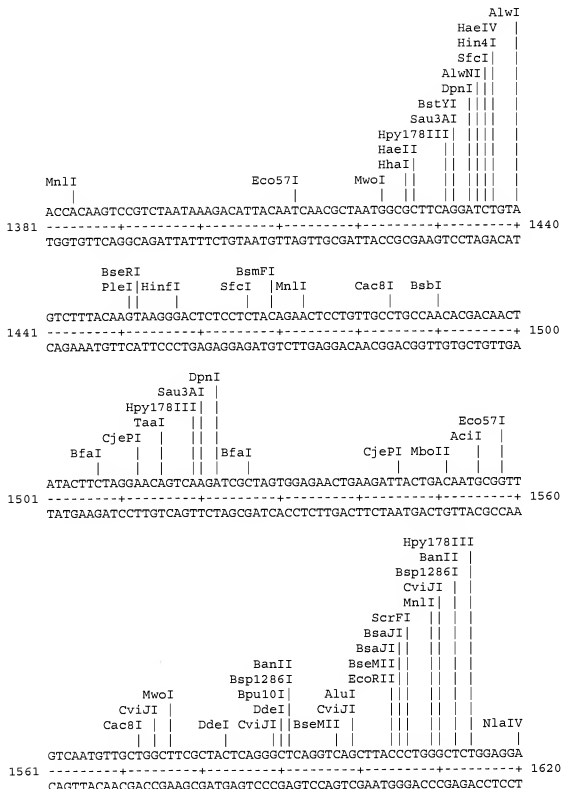 AlwI
HaeIV
Hin4I
SfcI
AlwNI
DpnI
BstYI
Sau3AI
Hpy178III
HaeII
MnlI Eco57I MwoI HhaI
ACCACAAGTCCGTCTAATAAAGACATTACAATCAACGCTAATGGCGCTTCAGGATCTGTA
1381 ---------+---------+---------+---------+---------+---------+ 1440
TGGTGTTCAGGCAGATTATTTCTGTAATGTTAGTTGCGATTACCGCGAAGTCCTAGACAT
BseRI BsmFI
PleI HinfI SfcI MnlI Cac8I BsbI
GTCTTTACAAGTAAGGGACTCTCCTCTACAGAACTCCTGTTGCCTGCCAACACGACAACT
1441 ---------+---------+---------+---------+---------+---------+ 1500
CAGAAATGTTCATTCCCTGAGAGGAGATGTCTTGAGGACAACGGACGGTTGTGCTGTTGA
DpnI
Sau3AI
Hpy178III
TaaI Eco57I
CjePI AciI
BfaI BfaI CjePI MboII
ATACTTCTAGGAACAGTCAAGATCGCTAGTGGAGAACTGAAGATTACTGACAATGCGGTT
1501 ---------+---------+---------+---------+---------+---------+ 1560
TATGAAGATCCTTGTCAGTTCTAGCGATCACCTCTTGACTTCTAATGACTGTTACGCCAA
Hpy178III
BanII
Bsp1286I
CviJI
MnlI
ScrFI
BsaJI
BsaJI
BanII BseMII
Bsp1286I EcoRII
MwoI Bpu10I AluI
CviJI DdeI CviJI
Cac8I DdeI CviJI BseMII NlaIV
GTCAATGTTGCTGGCTTCGCTACTCAGGGCTCAGGTCAGCTTACCCTGGGCTCTGGAGGA
1561 ---------+---------+---------+---------+---------+---------+ 1620
CAGTTACAACGACCGAAGCGATGAGTCCCGAGTCCAGTCGAATGGGACCCGAGACCTCCT